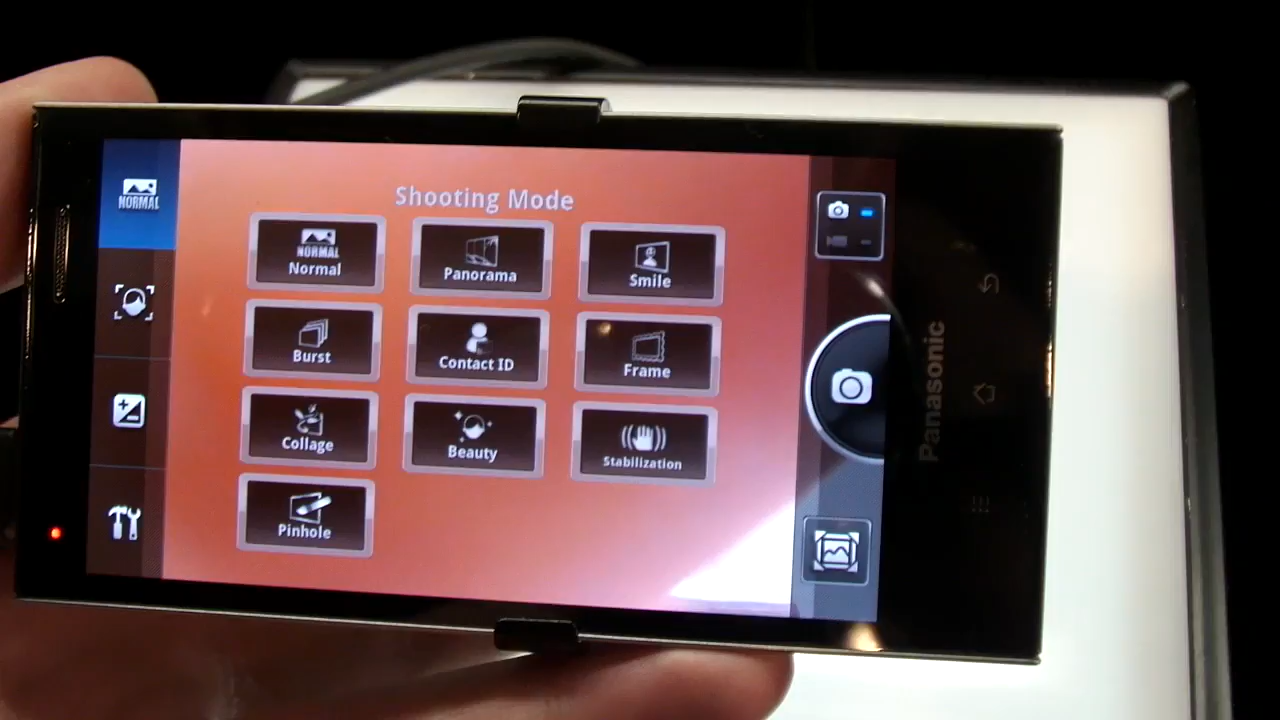 NORMAL
Shooting Mode
NORMAL
Normal
Panorama
Smile
Burst
Contact ID
Frame
Collage
Beauty
Stabilization
Pinhole
Panasonic